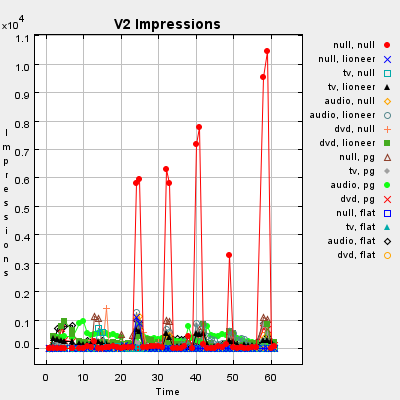 V2 Impressions
×10⁴
1.1
1.0
0.9
0.8
0.7
0.6
0.5
0.4
0.3
0.2
0.1
0.0
Impressions
0 10 20 30 40 50 60
Time
null, null
null, lioneer
tv, null
tv, lioneer
audio, null
audio, lioneer
dvd, null
dvd, lioneer
null, pg
tv, pg
audio, pg
dvd, pg
null, flat
tv, flat
audio, flat
dvd, flat